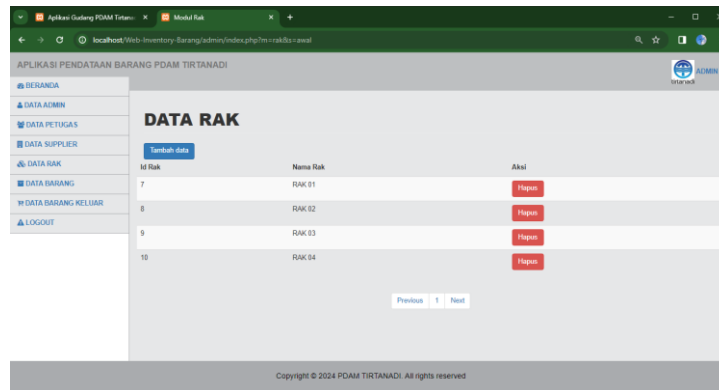 Aplikasi Gudang PDAM Tirtana
Modul Rak
localhost/Web-Inventory-Barang/admin/index.php?m=rak&s=awal
APLIKASI PENDATAAN BARANG PDAM TIRTANADI
tirtanadi
ADMIN
BERANDA
DATA ADMIN
DATA PETUGAS
DATA SUPPLIER
DATA RAK
DATA BARANG
DATA BARANG KELUAR
LOGOUT
DATA RAK
Tambah data
Id Rak Nama Rak Aksi
7 RAK 01 Hapus
8 RAK 02 Hapus
9 RAK 03 Hapus
10 RAK 04 Hapus
Previous 1 Next
Copyright © 2024 PDAM TIRTANADI. All rights reserved